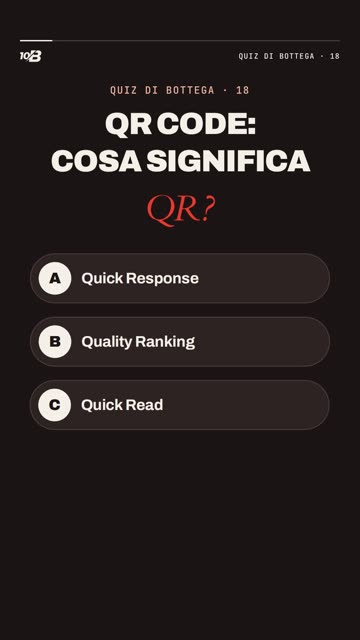 10B
QUIZ DI BOTTEGA · 18
QUIZ DI BOTTEGA · 18
QR CODE:
COSA SIGNIFICA
QR?
A Quick Response
B Quality Ranking
C Quick Read